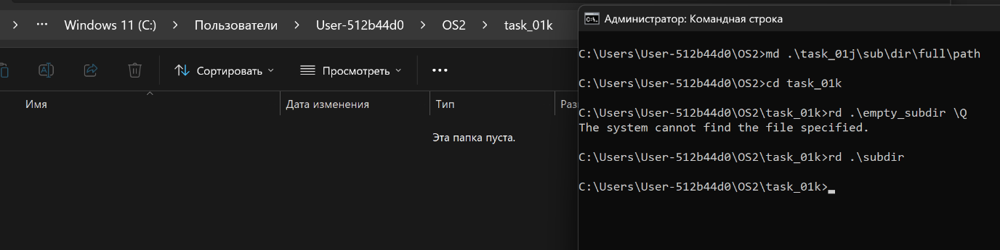 Windows 11 (C:) > Пользователи > User-512b44d0 > OS2 > task_01k
Сортировать
Просмотреть
Имя
Дата изменения
Тип
Раз
Эта папка пуста.
Администратор: Командная строка
C:\Users\User-512b44d0\OS2>md .\task_01j\sub\dir\full\path
C:\Users\User-512b44d0\OS2>cd task_01k
C:\Users\User-512b44d0\OS2\task_01k>rd .\empty_subdir \Q
The system cannot find the file specified.
C:\Users\User-512b44d0\OS2\task_01k>rd .\subdir
C:\Users\User-512b44d0\OS2\task_01k>